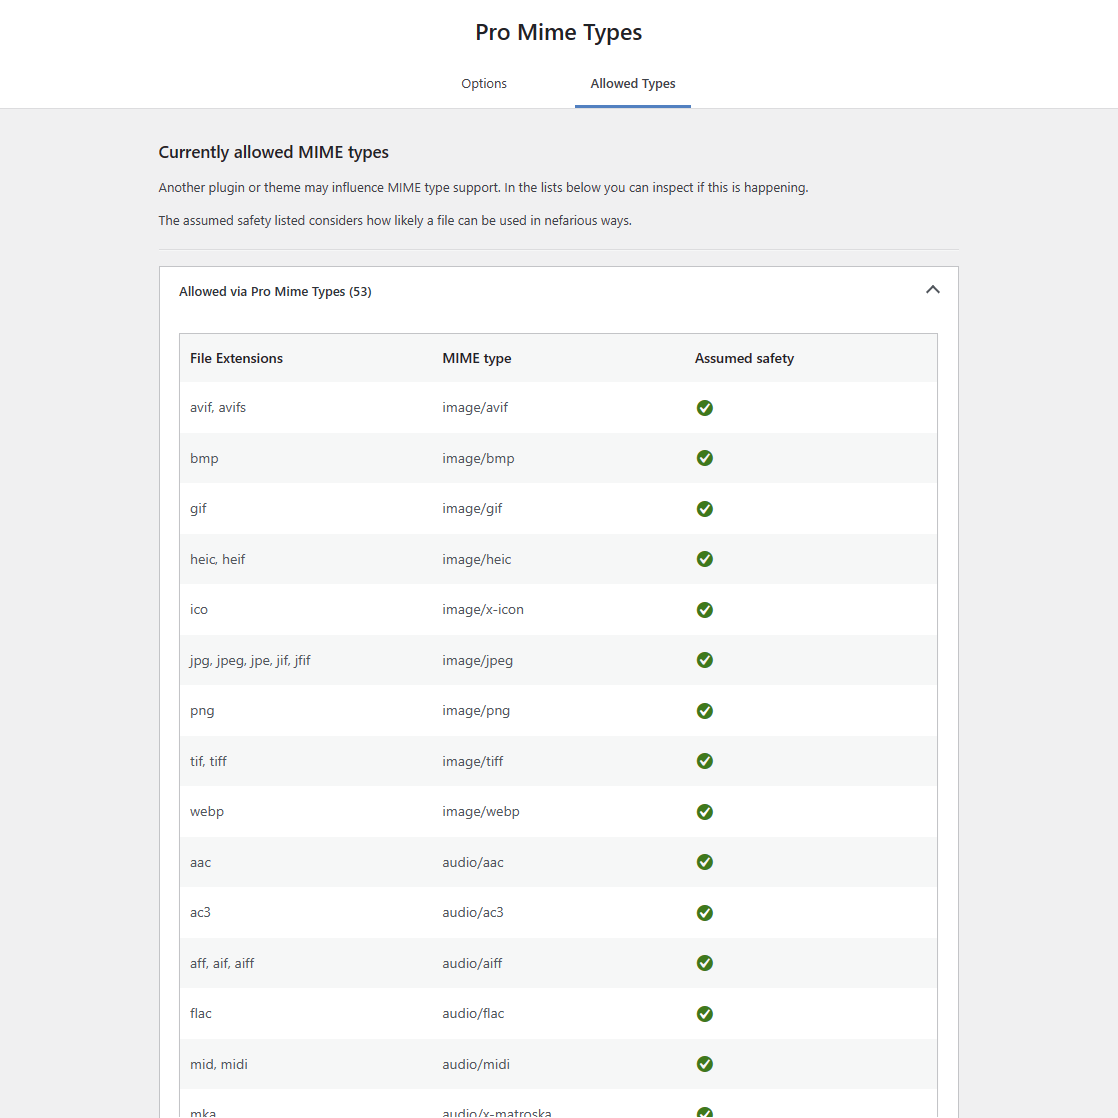 Pro Mime Types
Options Allowed Types
Currently allowed MIME types
Another plugin or theme may influence MIME type support. In the lists below you can inspect if this is happening.
The assumed safety listed considers how likely a file can be used in nefarious ways.
Allowed via Pro Mime Types (53)
File Extensions MIME type Assumed safety
avif, avifs image/avif
bmp image/bmp
gif image/gif
heic, heif image/heic
ico image/x-icon
jpg, jpeg, jpe, jif, jfif image/jpeg
png image/png
tif, tiff image/tiff
webp image/webp
aac audio/aac
ac3 audio/ac3
aff, aif, aiff audio/aiff
flac audio/flac
mid, midi audio/midi
mka audio/x-matroska